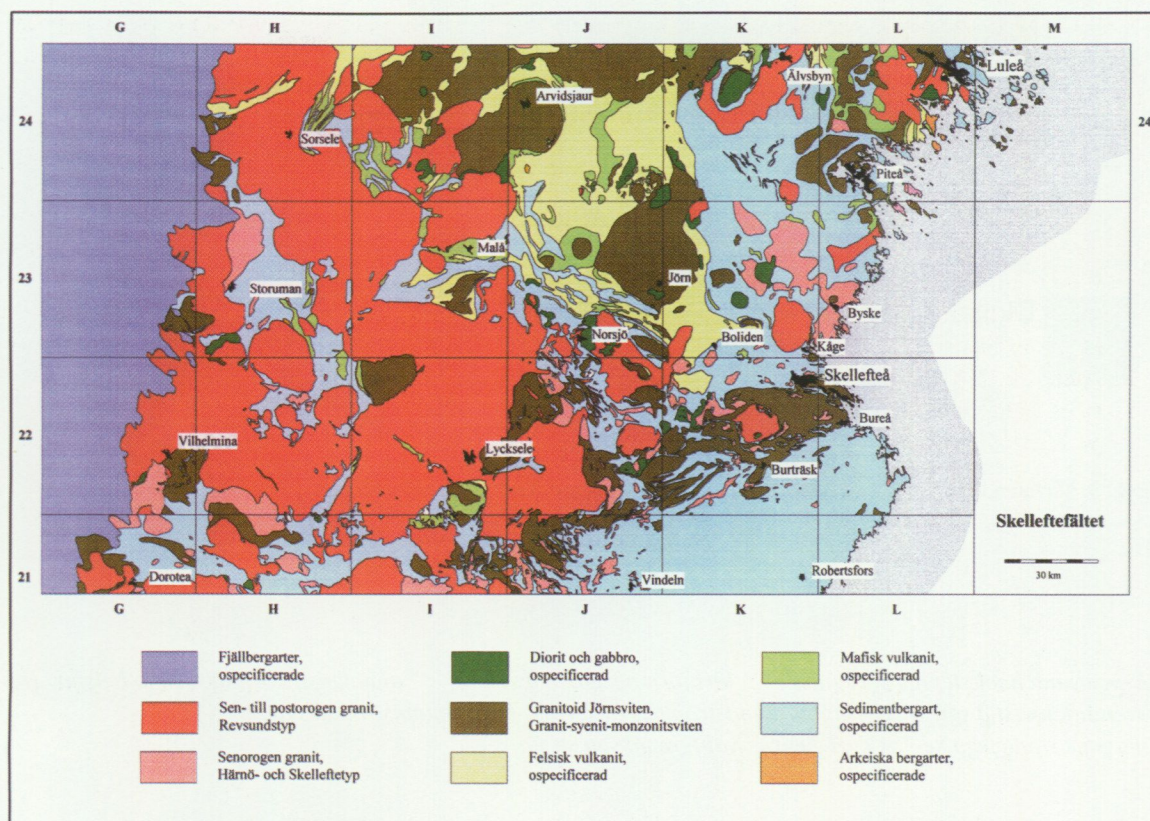 G H I J K L M
Luleå
Älvsbyn
Arvidsjaur
24 24
Sorsele
Piteå
Malå
23
Storuman
Jörn
Byske
Norsjö
Boliden
Kåge
Skellefteå
22
Bureå
Vilhelmina
Lycksele
Burträsk
Skelleftefältet
30 km
21
Dorotea
Vindeln
Robertsfors
G H I J K L
Fjällbergarter,
ospecificerade
Diorit och gabbro,
ospecificerad
Mafisk vulkanit,
ospecificerad
Sen- till postorogen granit,
Revsundstyp
Granitoid Jörnsviten,
Granit-syenit-monzonitsviten
Sedimentbergart,
ospecificerad
Senorogen granit,
Härnö- och Skelleftetyp
Felsisk vulkanit,
ospecificerad
Arkeiska bergarter,
ospecificerade